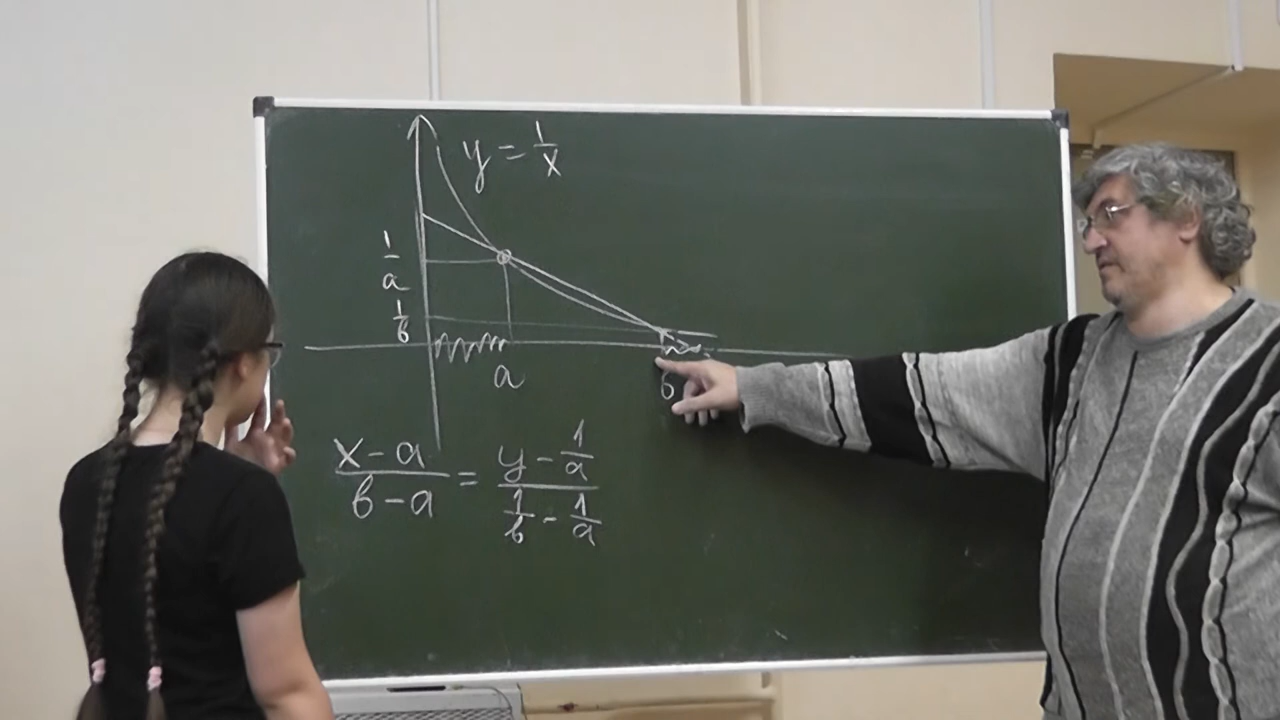 y = 1/x
1/a
1/б
a
б
(x - a)/(б - a) = (y - 1/a)/(1/б - 1/a)